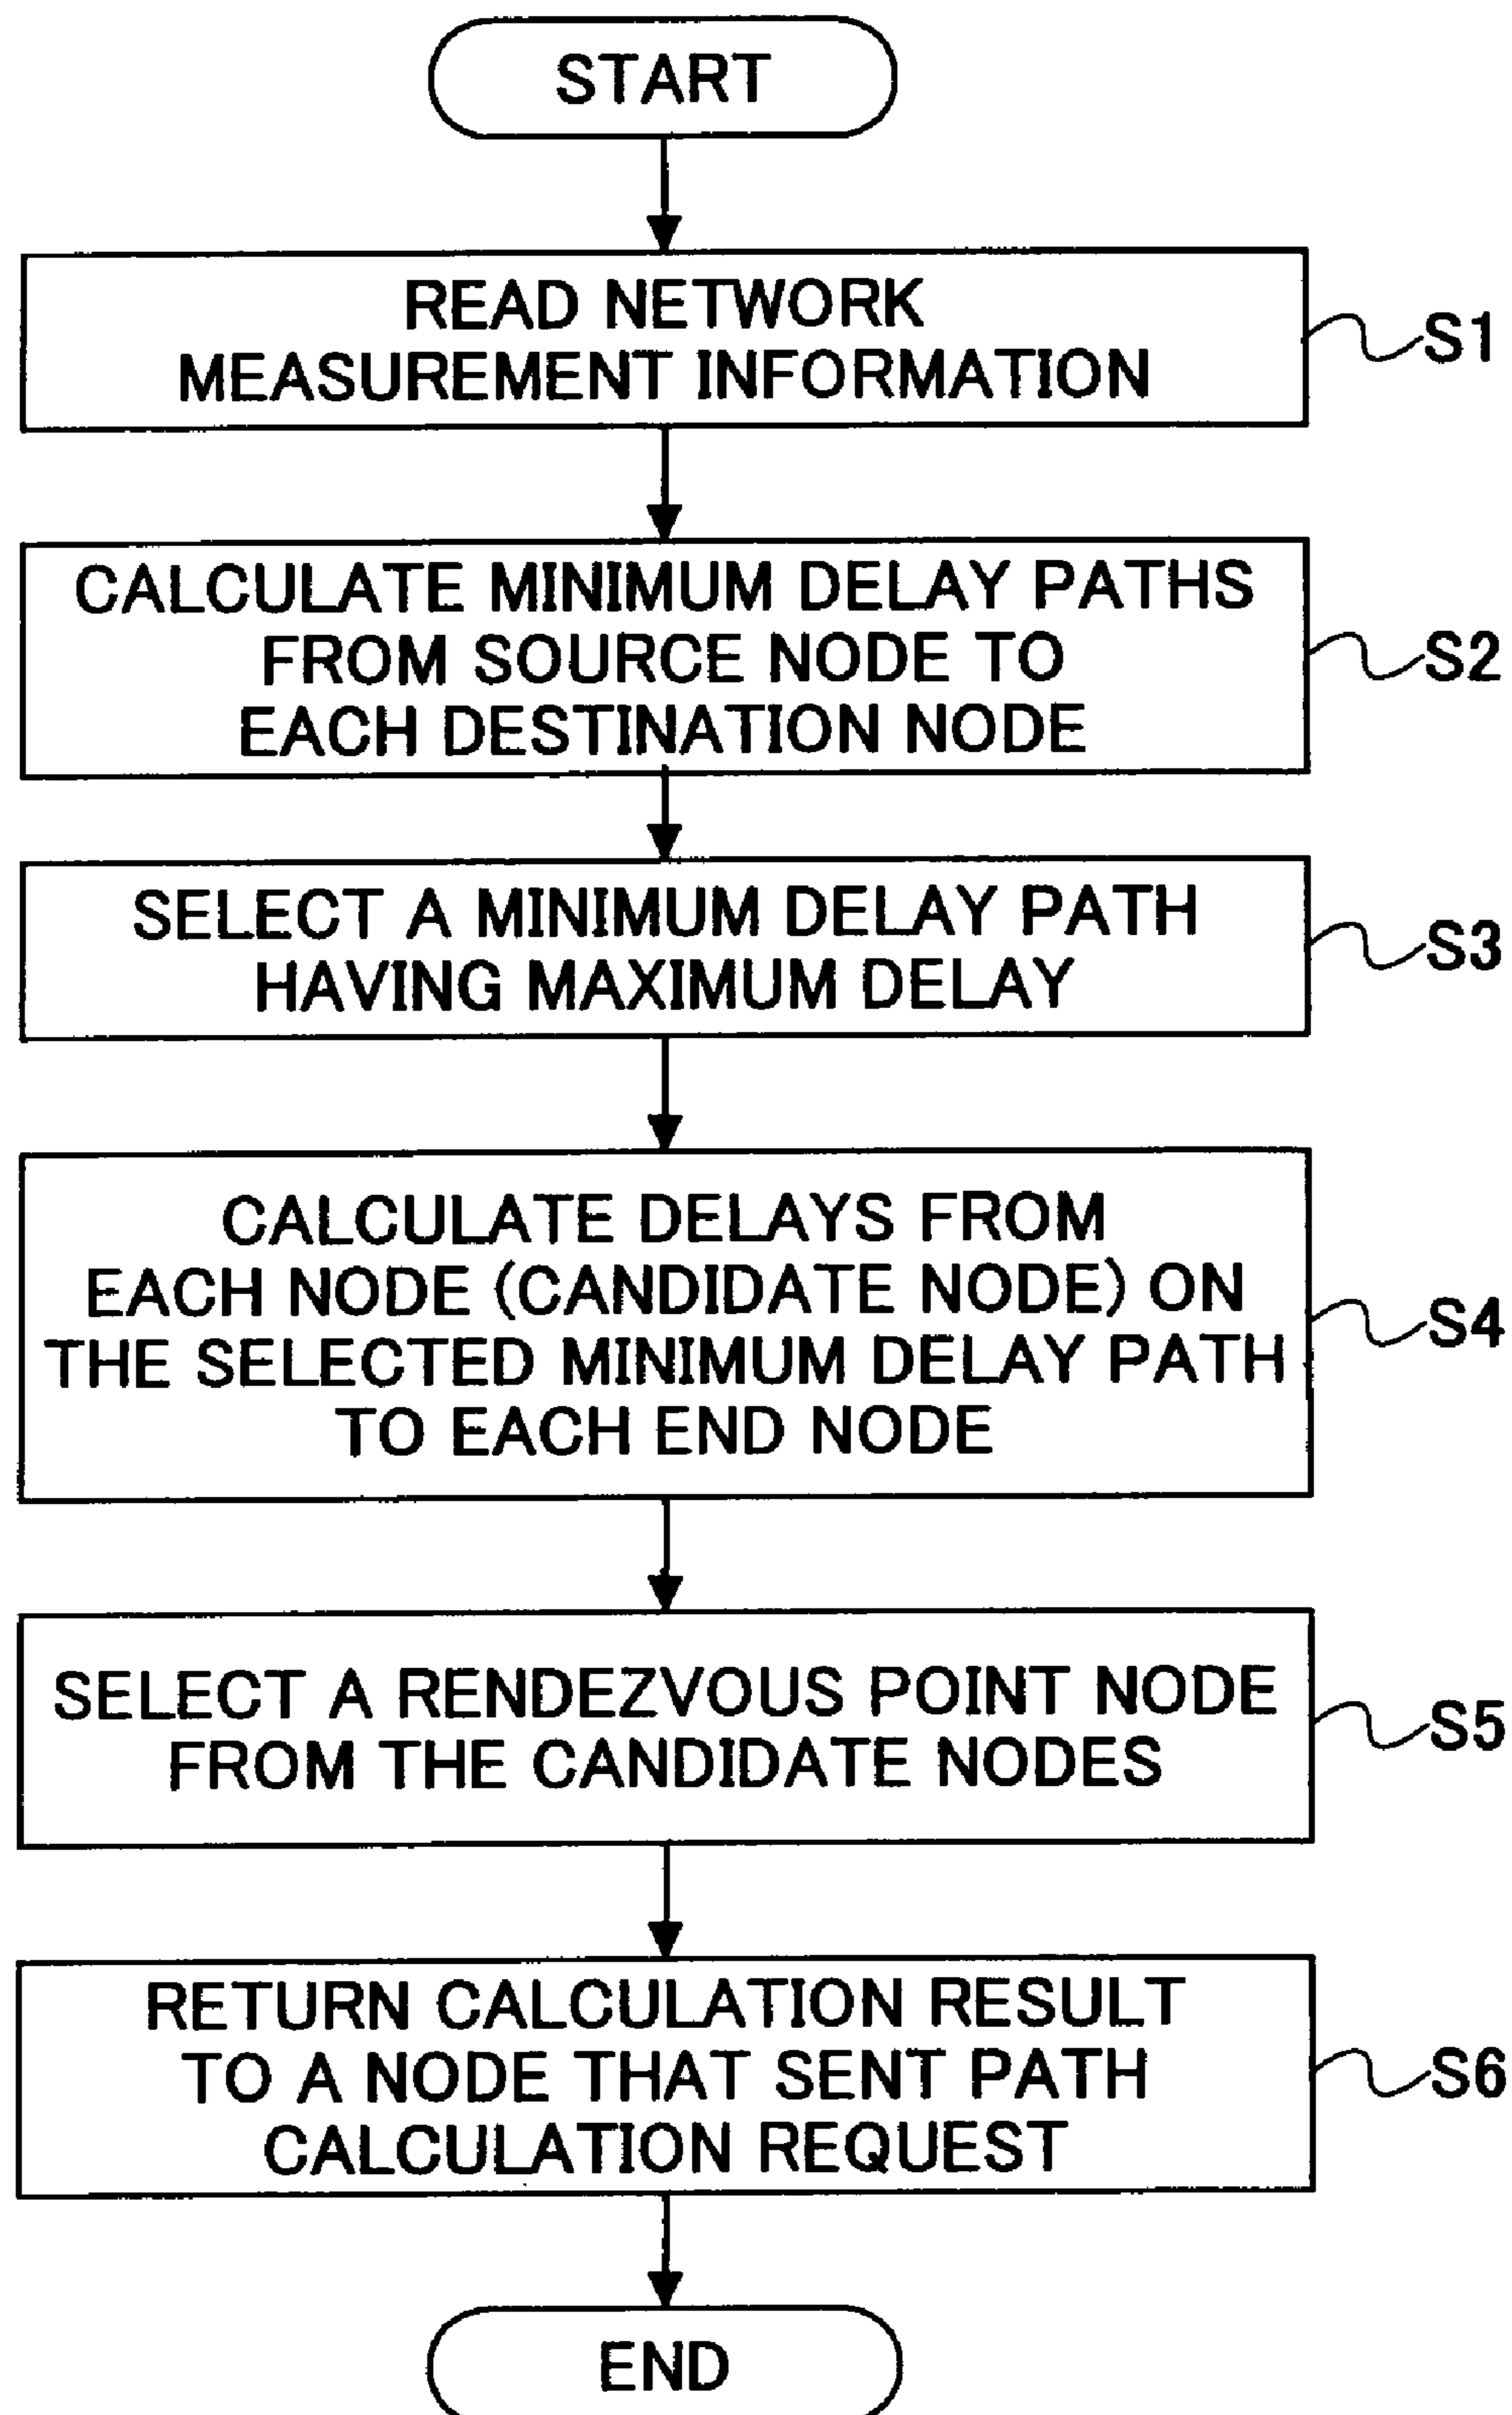 START
READ NETWORK
MEASUREMENT INFORMATION
S1
CALCULATE MINIMUM DELAY PATHS
FROM SOURCE NODE TO
EACH DESTINATION NODE
S2
SELECT A MINIMUM DELAY PATH
HAVING MAXIMUM DELAY
S3
CALCULATE DELAYS FROM
EACH NODE (CANDIDATE NODE) ON
THE SELECTED MINIMUM DELAY PATH
TO EACH END NODE
S4
SELECT A RENDEZVOUS POINT NODE
FROM THE CANDIDATE NODES
S5
RETURN CALCULATION RESULT
TO A NODE THAT SENT PATH
CALCULATION REQUEST
S6
END